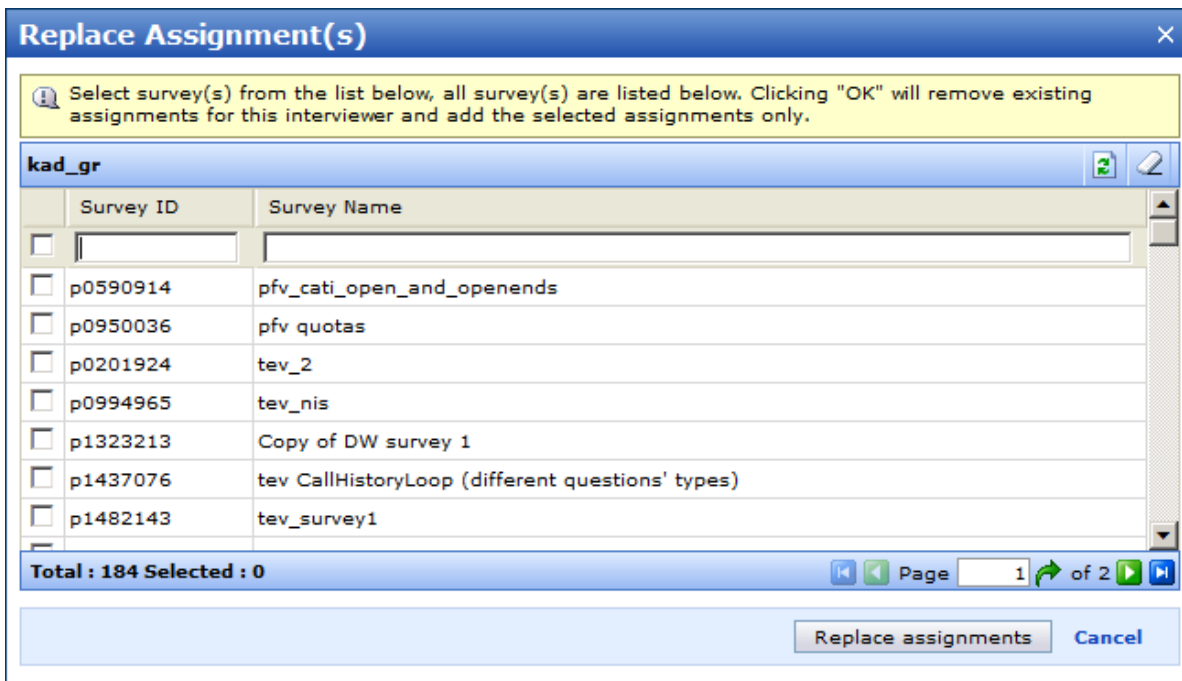 Replace Assignment(s)
Select survey(s) from the list below, all survey(s) are listed below. Clicking "OK" will remove existing
assignments for this interviewer and add the selected assignments only.
kad_gr
Survey ID Survey Name
p0590914 pfv_cati_open_and_openends
p0950036 pfv quotas
p0201924 tev_2
p0994965 tev_nis
p1323213 Copy of DW survey 1
p1437076 tev CallHistoryLoop (different questions' types)
p1482143 tev_survey1
Total : 184 Selected : 0 Page 1 of 2
Replace assignments Cancel